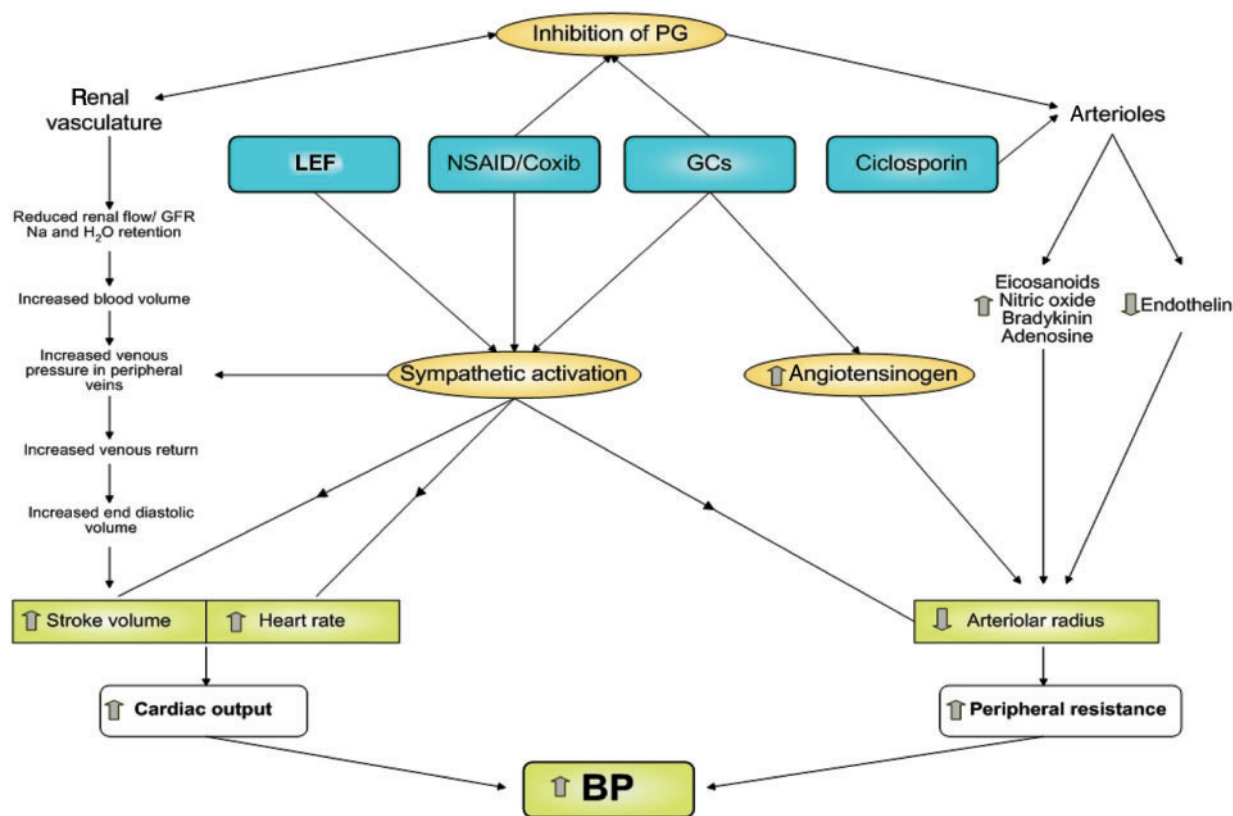 Inhibition of PG
Renal
vasculature
Arterioles
LEF
NSAID/Coxib
GCs
Ciclosporin
Reduced renal flow/ GFR
Na and H₂O retention
Increased blood volume
Increased venous
pressure in peripheral
veins
Increased venous return
Increased end diastolic
volume
Sympathetic activation
Angiotensinogen
Eicosanoids
Nitric oxide
Bradykinin
Adenosine
Endothelin
Stroke volume
Heart rate
Arteriolar radius
Cardiac output
Peripheral resistance
BP